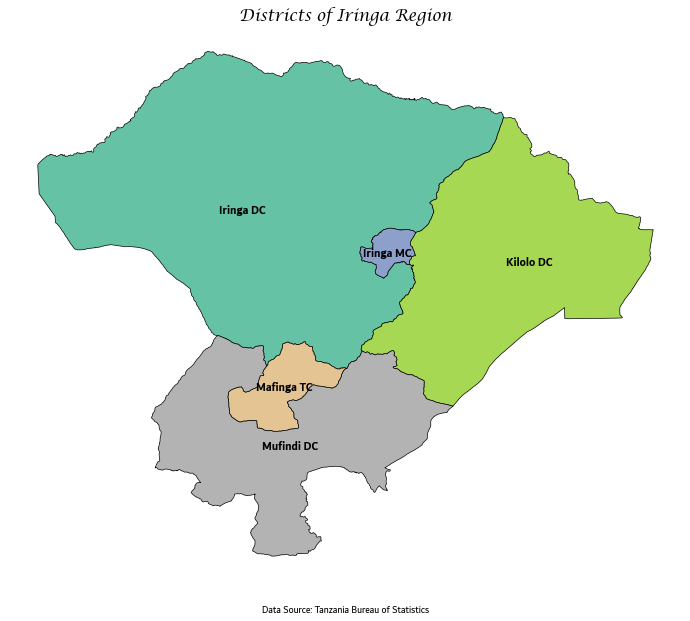 Districts of Iringa Region
Iringa DC
Iringa MC
Kilolo DC
Mafinga TC
Mufindi DC
Data Source: Tanzania Bureau of Statistics